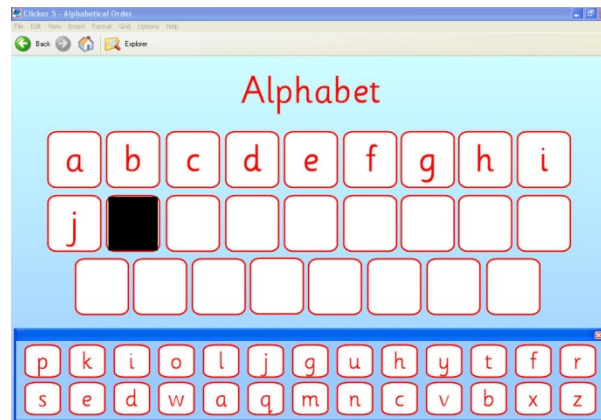 Clicker 5 - Alphabetical Order
File Edit View Insert Format Grid Options Help
Back Explorer
Alphabet
a b c d e f g h i
j
p k i o l j g u h y t f r
s e d w a q m n c v b x z